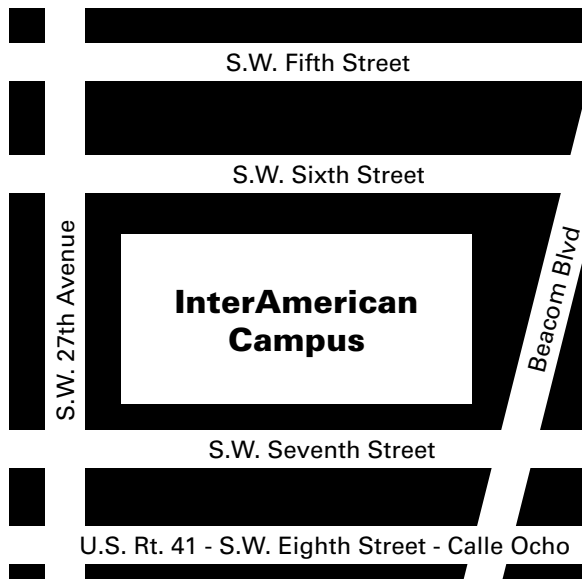 S.W. Fifth Street
S.W. Sixth Street
S.W. 27th Avenue
InterAmerican
Campus
Beacom Blvd
S.W. Seventh Street
U.S. Rt. 41 - S.W. Eighth Street - Calle Ocho